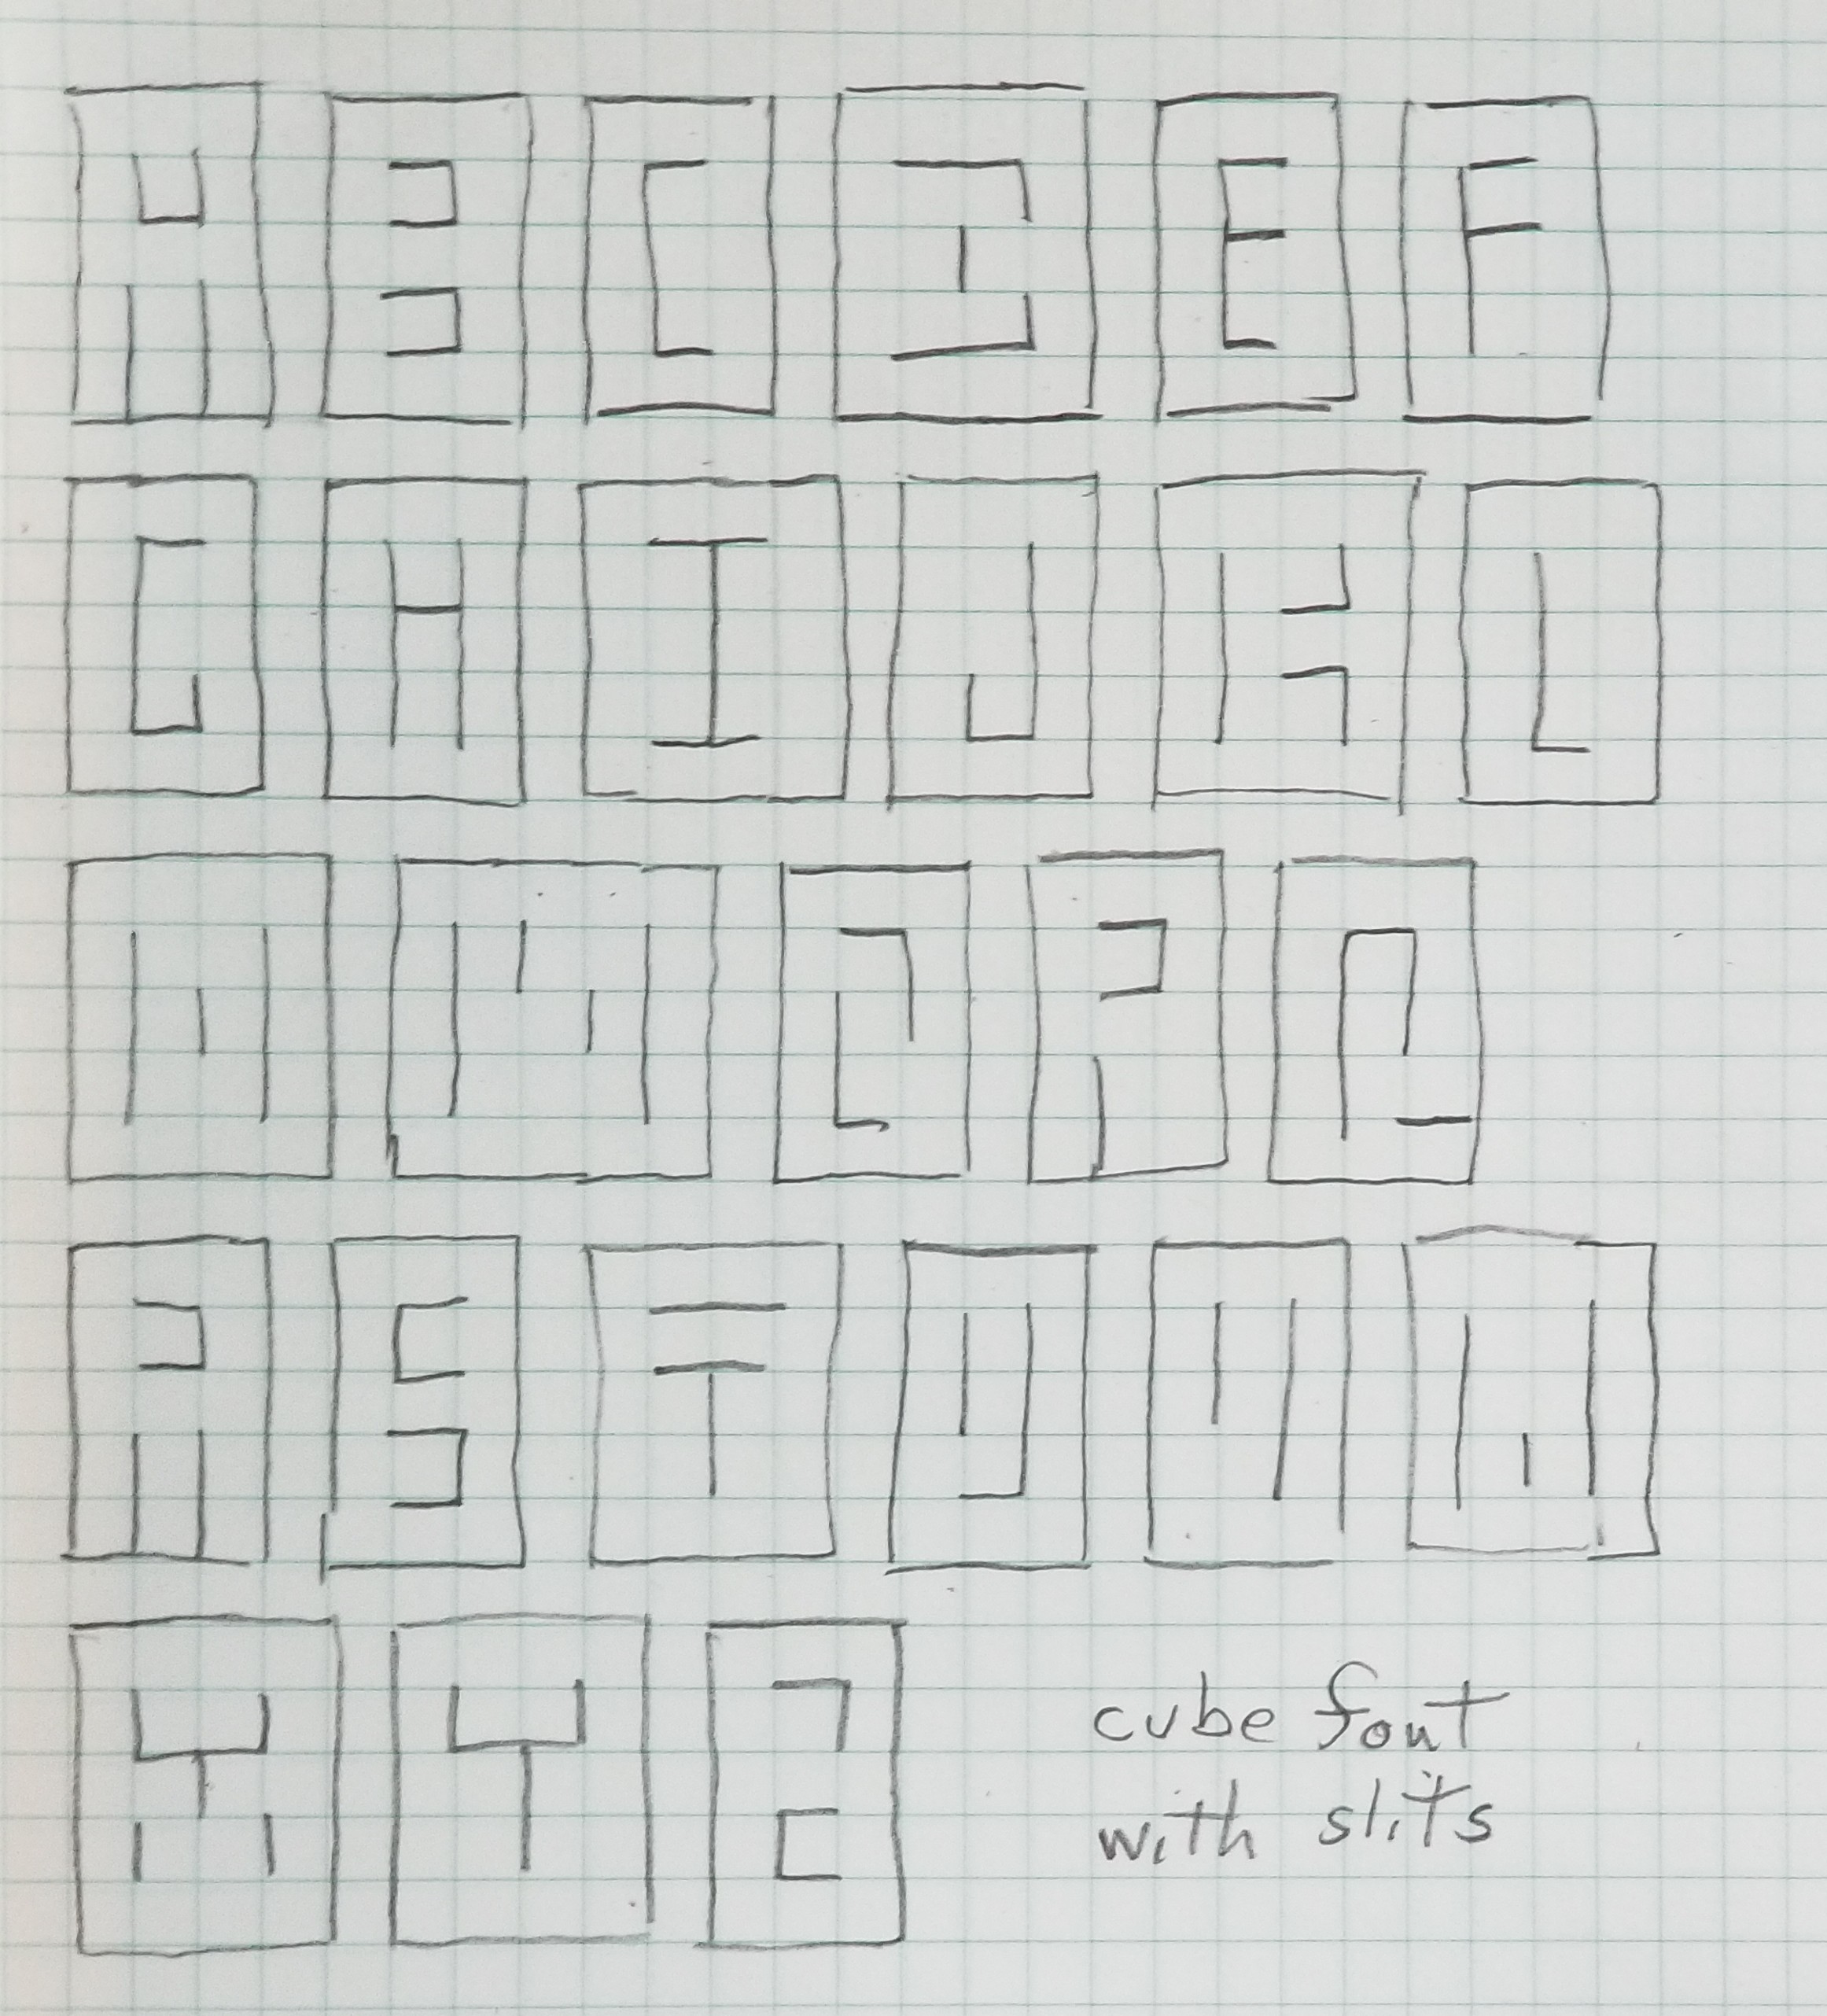 A B C D E F
G H I J K L
M N O P Q
R S T U V W
X Y Z
cube font
with slits